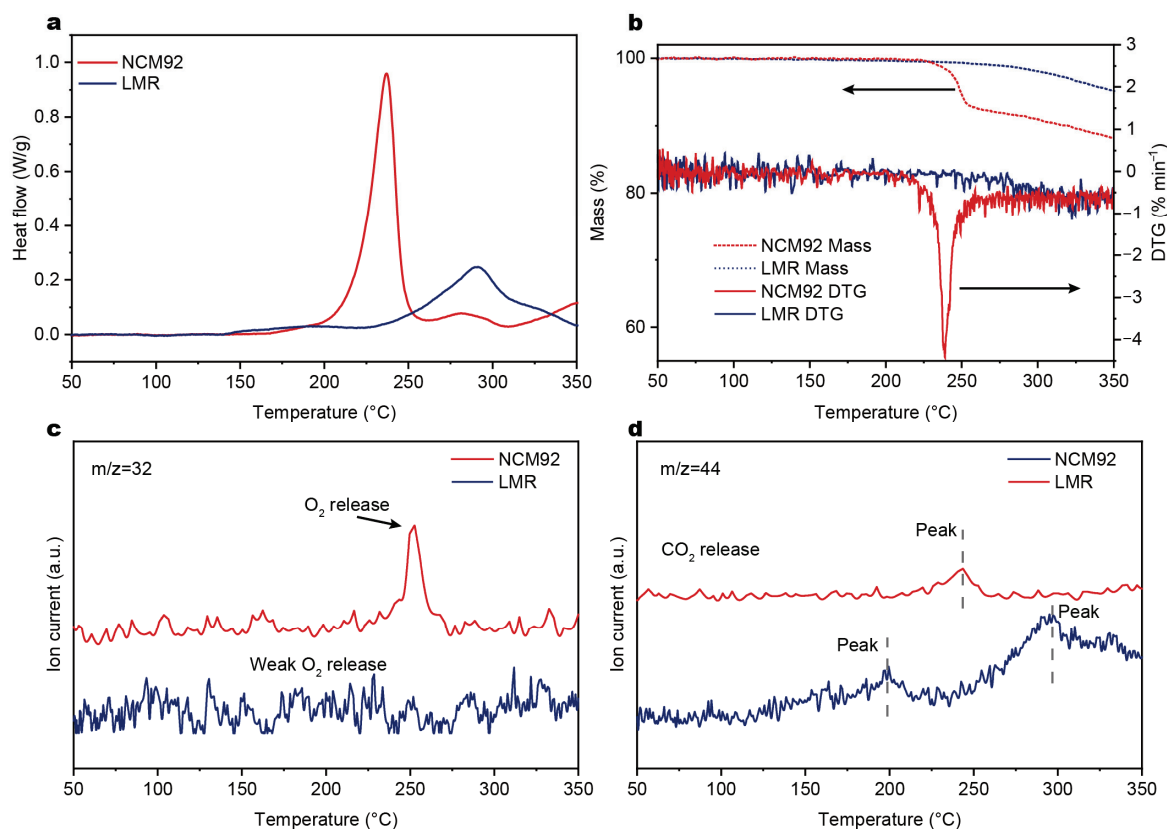 a
NCM92
LMR
1.0
0.8
0.6
0.4
0.2
0.0
Heat flow (W/g)
50 100 150 200 250 300 350
Temperature (°C)
b
100
80
60
Mass (%)
3
2
1
0
−1
−2
−3
−4
DTG (% min⁻¹)
NCM92 Mass
LMR Mass
NCM92 DTG
LMR DTG
50 100 150 200 250 300 350
Temperature (°C)
c
m/z=32
NCM92
LMR
O₂ release
Weak O₂ release
Ion current (a.u.)
50 100 150 200 250 300 350
Temperature (°C)
d
m/z=44
NCM92
LMR
Peak
CO₂ release
Peak
Peak
Ion current (a.u.)
50 100 150 200 250 300 350
Temperature (°C)